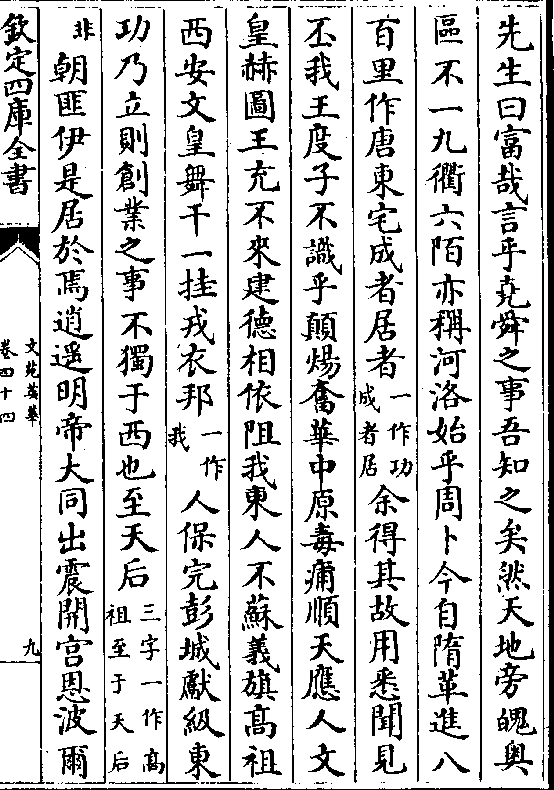 先生曰富哉言乎堯舜之事吾知之矣然天地旁魄輿
區不一九衢六陌亦稱河洛始乎周卜今自隋革進八
百里作唐東宅成者居者一作功成者居余得其故用悉聞見
丕我王度子不識乎顛煬奮華中原毒痡順天應人文
皇赫圖王充不來建德相依阻我東人不蘇義旗高祖
西安文皇舞干一挂戎衣邦一作我人保完彭城獻級東
功乃立則創業之事不獨于西也至天后三字一作高祖至于天后
非朝匪伊是居於焉逍遥明帝大同出震開宫恩波爾
欽定四庫全書
文苑英華
卷四十四
九